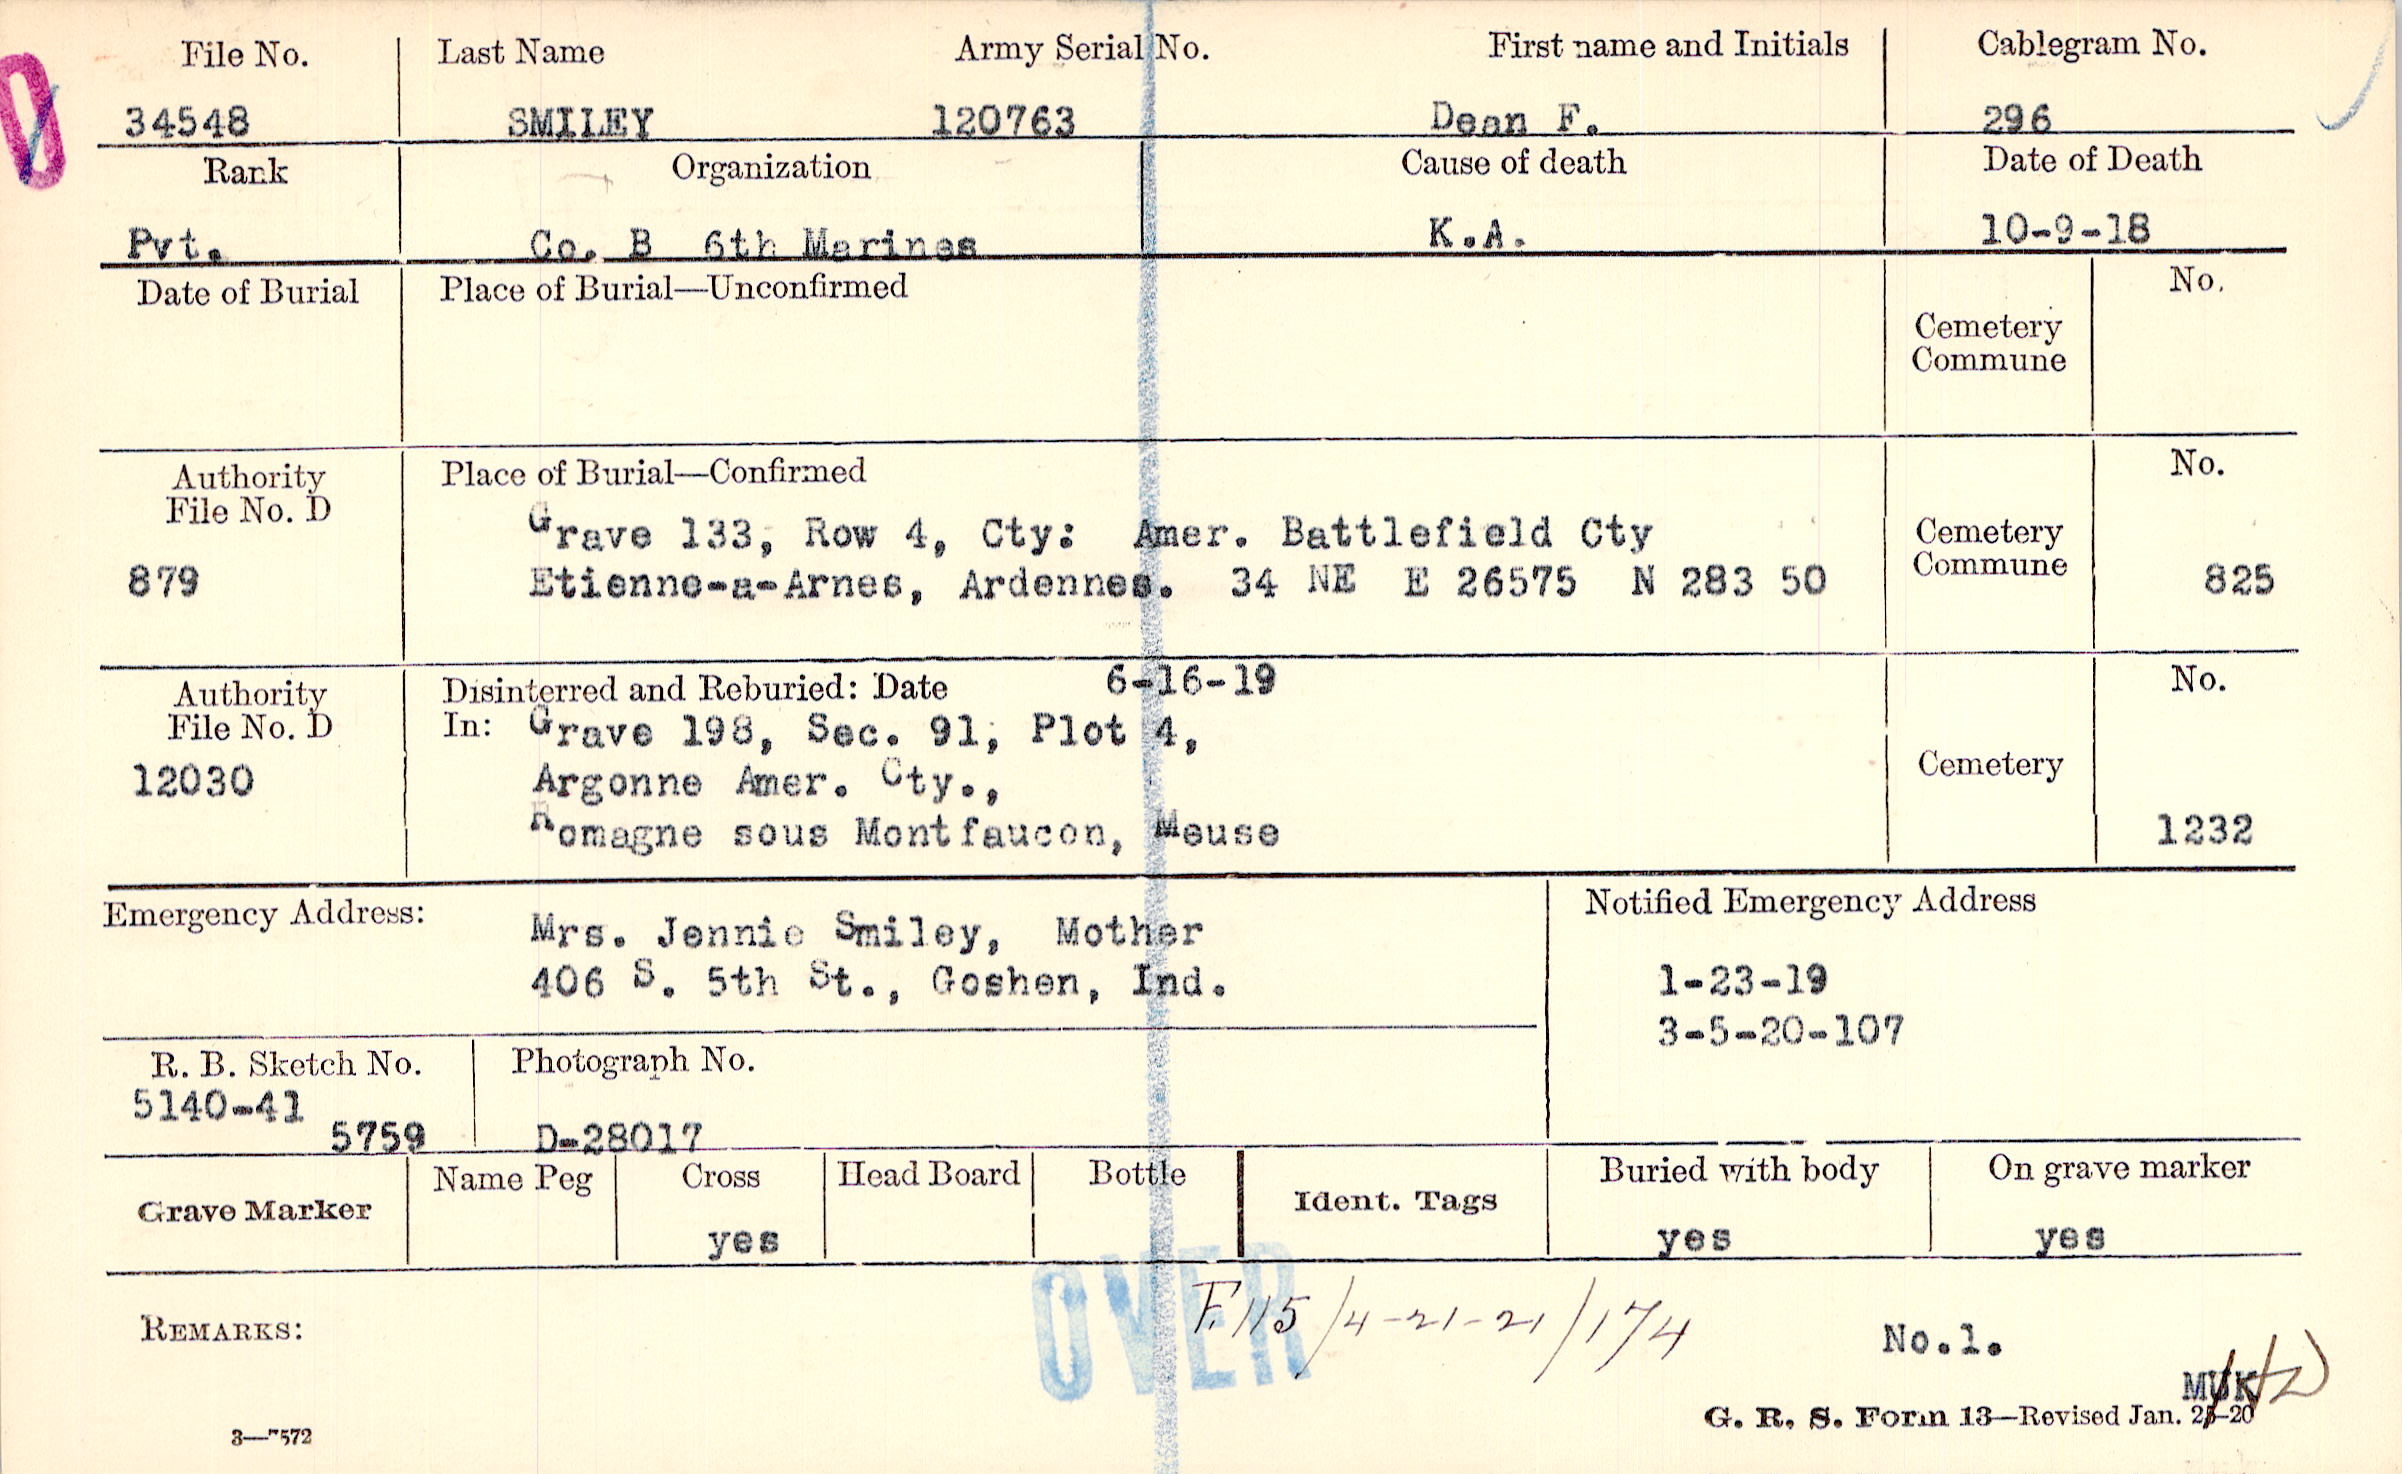 File No. Last Name Army Serial No. First name and Initials Cablegram No.
34548 SMILEY 120763 Dean F. 296
Rank Organization Cause of death Date of Death
Pvt. Co. B 6th Marines K.A. 10-9-18
Date of Burial Place of Burial—Unconfirmed No.
Cemetery
Commune
Authority Place of Burial—Confirmed No.
File No. D
Grave 133, Row 4, Cty: Amer. Battlefield Cty Cemetery
879 Etienne-a-Arnes, Ardennes. 34 NE E 26575 N 283 50 Commune 825
Authority Disinterred and Reburied: Date 6-16-19 No.
File No. D In: Grave 198, Sec. 91, Plot 4,
12030 Argonne Amer. Cty., Cemetery
Romagne sous Montfaucon, Meuse 1232
Emergency Address: Notified Emergency Address
Mrs. Jennie Smiley, Mother
406 S. 5th St., Goshen, Ind. 1-23-19
3-5-20-107
R. B. Sketch No. Photograph No.
5140-41
5759 D-28017
Grave Marker Name Peg Cross Head Board Bottle Ident. Tags Buried with body On grave marker
yes yes yes
OVER
F.115/4-21-21/174
REMARKS: No.1.
MUK
G. R. S. Form 13—Revised Jan. -20
3—7572